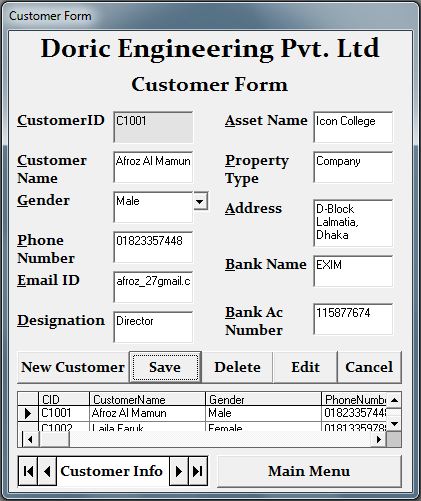 Customer Form
Doric Engineering Pvt. Ltd
Customer Form
CustomerID C1001 Asset Name Icon College
Customer Name Afroz Al Mamun Property Type Company
Gender Male Address D-Block Lalmatia, Dhaka
Phone Number 01823357448
Email ID afroz_27gmail.c Bank Name EXIM
Designation Director Bank Ac Number 115877674
New Customer Save Delete Edit Cancel
CID CustomerName Gender PhoneNumb
C1001 Afroz Al Mamun Male 0182335744
C1002 Laila Faruk Female
Customer Info Main Menu